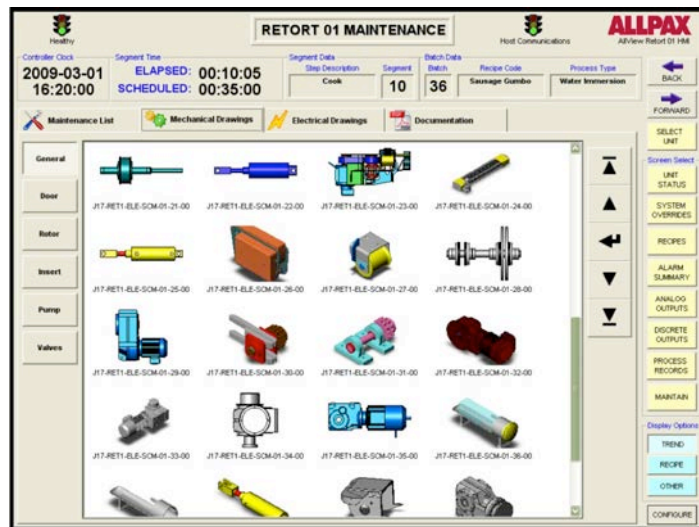 RETORT 01 MAINTENANCE
Healthy
Host Communications
ALLPAX
AllView Retort 01 HMI
Controller Clock
2009-03-01
16:20:00
Segment Time
ELAPSED: 00:10:05
SCHEDULED: 00:35:00
Segment Data
Step Description
Segment
Cook
10
Batch Data
Batch
Recipe Code
Process Type
36
Sausage Gumbo
Water Immersion
BACK
FORWARD
SELECT
UNIT
Maintenance List
Mechanical Drawings
Electrical Drawings
Documentation
General
Door
Rotor
Insert
Pump
Valves
J17-RET1-ELE-SCM-01-21-00
J17-RET1-ELE-SCM-01-22-00
J17-RET1-ELE-SCM-01-23-00
J17-RET1-ELE-SCM-01-24-00
J17-RET1-ELE-SCM-01-25-00
J17-RET1-ELE-SCM-01-26-00
J17-RET1-ELE-SCM-01-27-00
J17-RET1-ELE-SCM-01-28-00
J17-RET1-ELE-SCM-01-29-00
J17-RET1-ELE-SCM-01-30-00
J17-RET1-ELE-SCM-01-31-00
J17-RET1-ELE-SCM-01-32-00
J17-RET1-ELE-SCM-01-33-00
J17-RET1-ELE-SCM-01-34-00
J17-RET1-ELE-SCM-01-35-00
J17-RET1-ELE-SCM-01-36-00
Screen Select
UNIT
STATUS
SYSTEM
OVERRIDES
RECIPES
ALARM
SUMMARY
ANALOG
OUTPUTS
DISCRETE
OUTPUTS
PROCESS
RECORDS
MAINTAIN
Display Options
TREND
RECIPE
OTHER
CONFIGURE